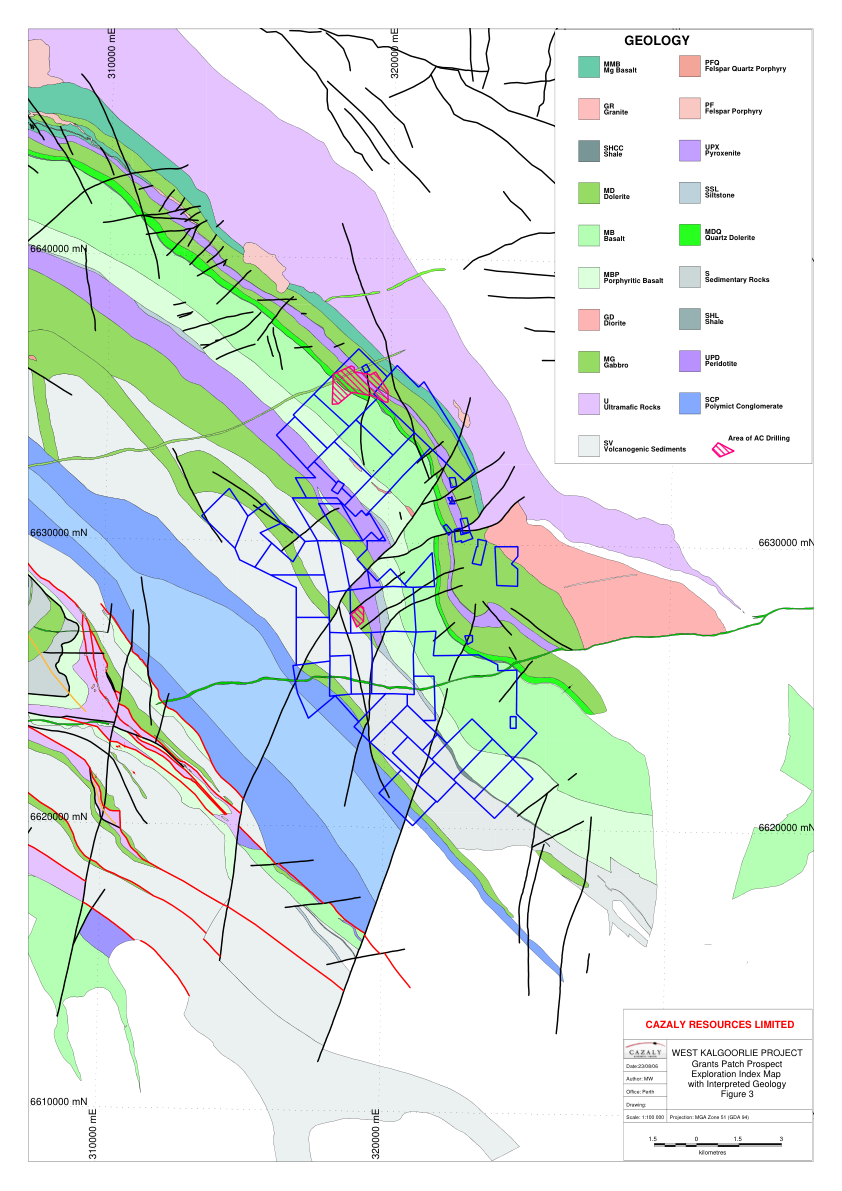 310000 mE
320000 mE
GEOLOGY
MMB
Mg Basalt
PFQ
Felspar Quartz Porphyry
GR
Granite
PF
Felspar Porphyry
SHCC
Shale
UPX
Pyroxenite
MD
Dolerite
SSL
Siltstone
MB
Basalt
MDQ
Quartz Dolerite
MBP
Porphyritic Basalt
S
Sedimentary Rocks
GD
Diorite
SHL
Shale
MG
Gabbro
UPD
Peridotite
U
Ultramafic Rocks
SCP
Polymict Conglomerate
SV
Volcanogenic Sediments
Area of AC Drilling
6640000 mN
6630000 mN
6630000 mN
6620000 mN
6620000 mN
6610000 mN
310000 mE
320000 mE
CAZALY RESOURCES LIMITED
CAZALY
Date:23/08/06
Author: MW
Office: Perth
Drawing:
WEST KALGOORLIE PROJECT
Grants Patch Prospect
Exploration Index Map
with Interpreted Geology
Figure 3
Scale: 1:100 000
Projection: MGA Zone 51 (GDA 94)
1.5 0 1.5 3
kilometres